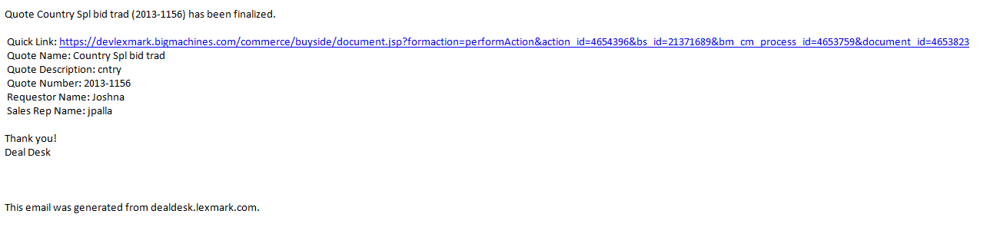 Quote Country Spl bid trad (2013-1156) has been finalized.
Quick Link: https://devlexmark.bigmachines.com/commerce/buyside/document.jsp?formaction=performAction&action_id=4654396&bs_id=21371689&bm_cm_process_id=4653759&document_id=4653823
Quote Name: Country Spl bid trad
Quote Description: cntry
Quote Number: 2013-1156
Requestor Name: Joshna
Sales Rep Name: jpalla
Thank you!
Deal Desk
This email was generated from dealdesk.lexmark.com.